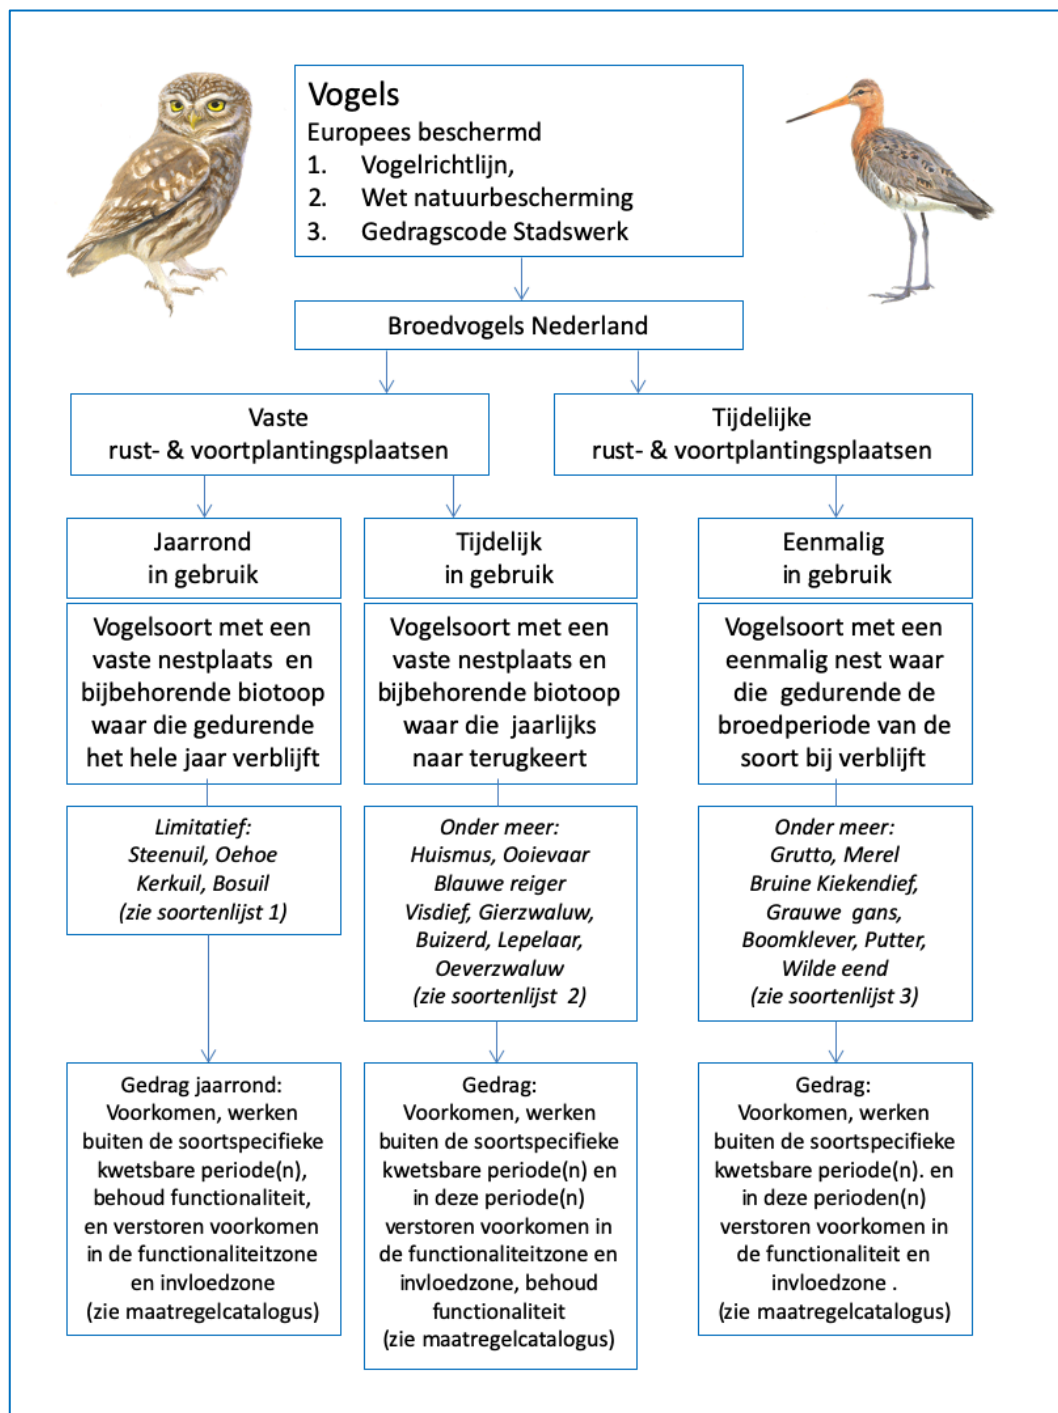 Vogels
Europees beschermd
1. Vogelrichtlijn,
2. Wet natuurbescherming
3. Gedragscode Stadswerk
Broedvogels Nederland
Vaste
rust- & voortplantingsplaatsen
Tijdelijke
rust- & voortplantingsplaatsen
Jaarrond
in gebruik
Tijdelijk
in gebruik
Eenmalig
in gebruik
Vogelsoort met een
vaste nestplaats en
bijbehorende biotoop
waar die gedurende
het hele jaar verblijft
Vogelsoort met een
vaste nestplaats en
bijbehorende biotoop
waar die jaarlijks
naar terugkeert
Vogelsoort met een
eenmalig nest waar
die gedurende de
broedperiode van de
soort bij verblijft
Limitatief:
Steenuil, Oehoe
Kerkuil, Bosuil
(zie soortenlijst 1)
Onder meer:
Huismus, Ooievaar
Blauwe reiger
Visdief, Gierzwaluw,
Buizerd, Lepelaar,
Oeverzwaluw
(zie soortenlijst 2)
Onder meer:
Grutto, Merel
Bruine Kiekendief,
Grauwe gans,
Boomklever, Putter,
Wilde eend
(zie soortenlijst 3)
Gedrag jaarrond:
Voorkomen, werken
buiten de soortspecifieke
kwetsbare periode(n),
behoud functionaliteit,
en verstoren voorkomen
in de functionaliteitzone
en invloedzone
(zie maatregelcatalogus)
Gedrag:
Voorkomen, werken
buiten de soortspecifieke
kwetsbare periode(n) en
in deze periode(n)
verstoren voorkomen in
de functionaliteitzone en
invloedzone, behoud
functionaliteit
(zie maatregelcatalogus)
Gedrag:
Voorkomen, werken
buiten de soortspecifieke
kwetsbare periode(n). en
in deze perioden(n)
verstoren voorkomen in
de functionaliteit en
invloedzone .
(zie maatregelcatalogus)